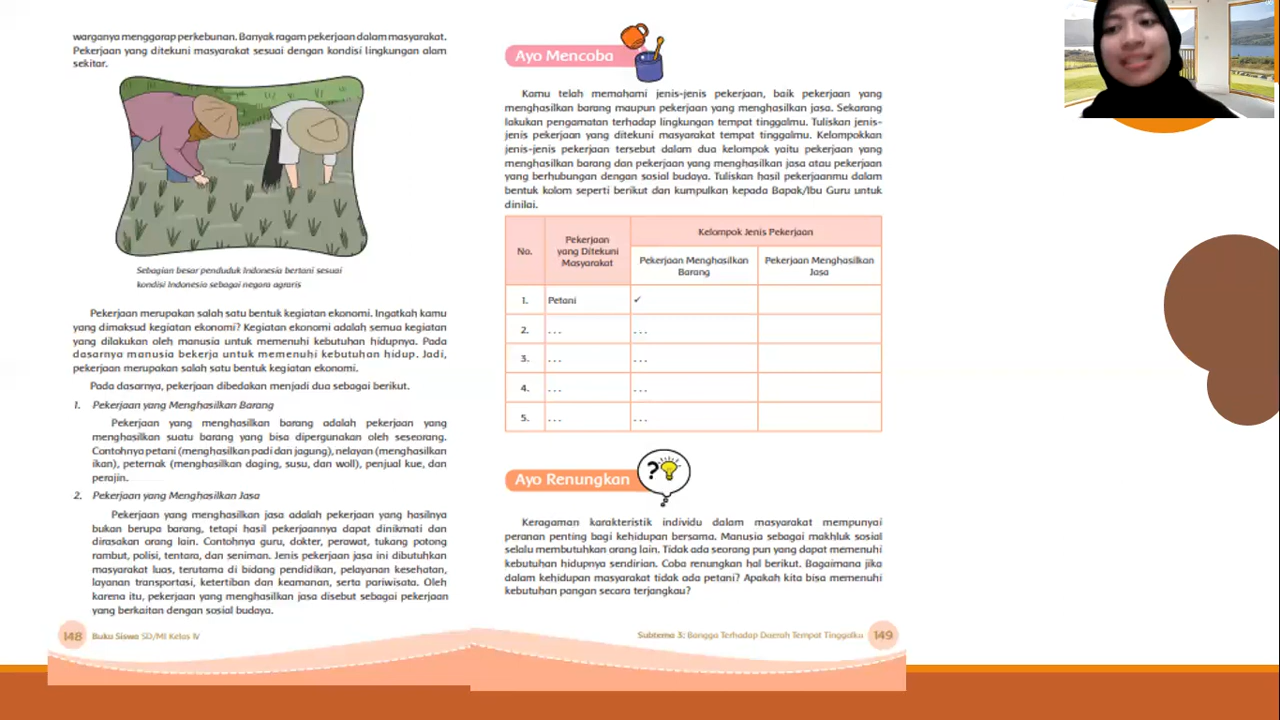 warganya menggarap perkebunan. Banyak ragam pekerjaan dalam masyarakat.
Pekerjaan yang ditekuni masyarakat sesuai dengan kondisi lingkungan alam
sekitar.
Sebagian besar penduduk Indonesia bertani sesuai
kondisi Indonesia sebagai negara agraris
Pekerjaan merupakan salah satu bentuk kegiatan ekonomi. Ingatkah kamu
yang dimaksud kegiatan ekonomi? Kegiatan ekonomi adalah semua kegiatan
yang dilakukan oleh manusia untuk memenuhi kebutuhan hidupnya. Pada
dasarnya manusia bekerja untuk memenuhi kebutuhan hidup. Jadi,
pekerjaan merupakan salah satu bentuk kegiatan ekonomi.
Pada dasarnya, pekerjaan dibedakan menjadi dua sebagai berikut.
1. Pekerjaan yang Menghasilkan Barang
Pekerjaan yang menghasilkan barang adalah pekerjaan yang
menghasilkan suatu barang yang bisa dipergunakan oleh seseorang.
Contohnya petani (menghasilkan padi dan jagung), nelayan (menghasilkan
ikan), peternak (menghasilkan daging, susu, dan woll), penjual kue, dan
perajin.
2. Pekerjaan yang Menghasilkan Jasa
Pekerjaan yang menghasilkan jasa adalah pekerjaan yang hasilnya
bukan berupa barang, tetapi hasil pekerjaannya dapat dinikmati dan
dirasakan orang lain. Contohnya guru, dokter, perawat, tukang potong
rambut, polisi, tentara, dan seniman. Jenis pekerjaan jasa ini dibutuhkan
masyarakat luas, terutama di bidang pendidikan, pelayanan kesehatan,
layanan transportasi, ketertiban dan keamanan, serta pariwisata. Oleh
karena itu, pekerjaan yang menghasilkan jasa disebut sebagai pekerjaan
yang berkaitan dengan sosial budaya.
148 Buku Siswa SD/MI Kelas IV
Ayo Mencoba
Kamu telah memahami jenis-jenis pekerjaan, baik pekerjaan yang
menghasilkan barang maupun pekerjaan yang menghasilkan jasa. Sekarang
lakukan pengamatan terhadap lingkungan tempat tinggalmu. Tuliskan jenis-
jenis pekerjaan yang ditekuni masyarakat tempat tinggalmu. Kelompokkan
jenis-jenis pekerjaan tersebut dalam dua kelompok yaitu pekerjaan yang
menghasilkan barang dan pekerjaan yang menghasilkan jasa atau pekerjaan
yang berhubungan dengan sosial budaya. Tuliskan hasil pekerjaanmu dalam
bentuk kolom seperti berikut dan kumpulkan kepada Bapak/Ibu Guru untuk
dinilai.
No.
Pekerjaan
yang Ditekuni
Masyarakat
Kelompok Jenis Pekerjaan
Pekerjaan Menghasilkan
Barang
Pekerjaan Menghasilkan
Jasa
1. Petani ✓
2. . . . . . .
3. . . . . . .
4. . . . . . .
5. . . . . . .
Ayo Renungkan
?
Keragaman karakteristik individu dalam masyarakat mempunyai
peranan penting bagi kehidupan bersama. Manusia sebagai makhluk sosial
selalu membutuhkan orang lain. Tidak ada seorang pun yang dapat memenuhi
kebutuhan hidupnya sendirian. Coba renungkan hal berikut. Bagaimana jika
dalam kehidupan masyarakat tidak ada petani? Apakah kita bisa memenuhi
kebutuhan pangan secara terjangkau?
Subtema 3: Bangga Terhadap Daerah Tempat Tinggalku 149